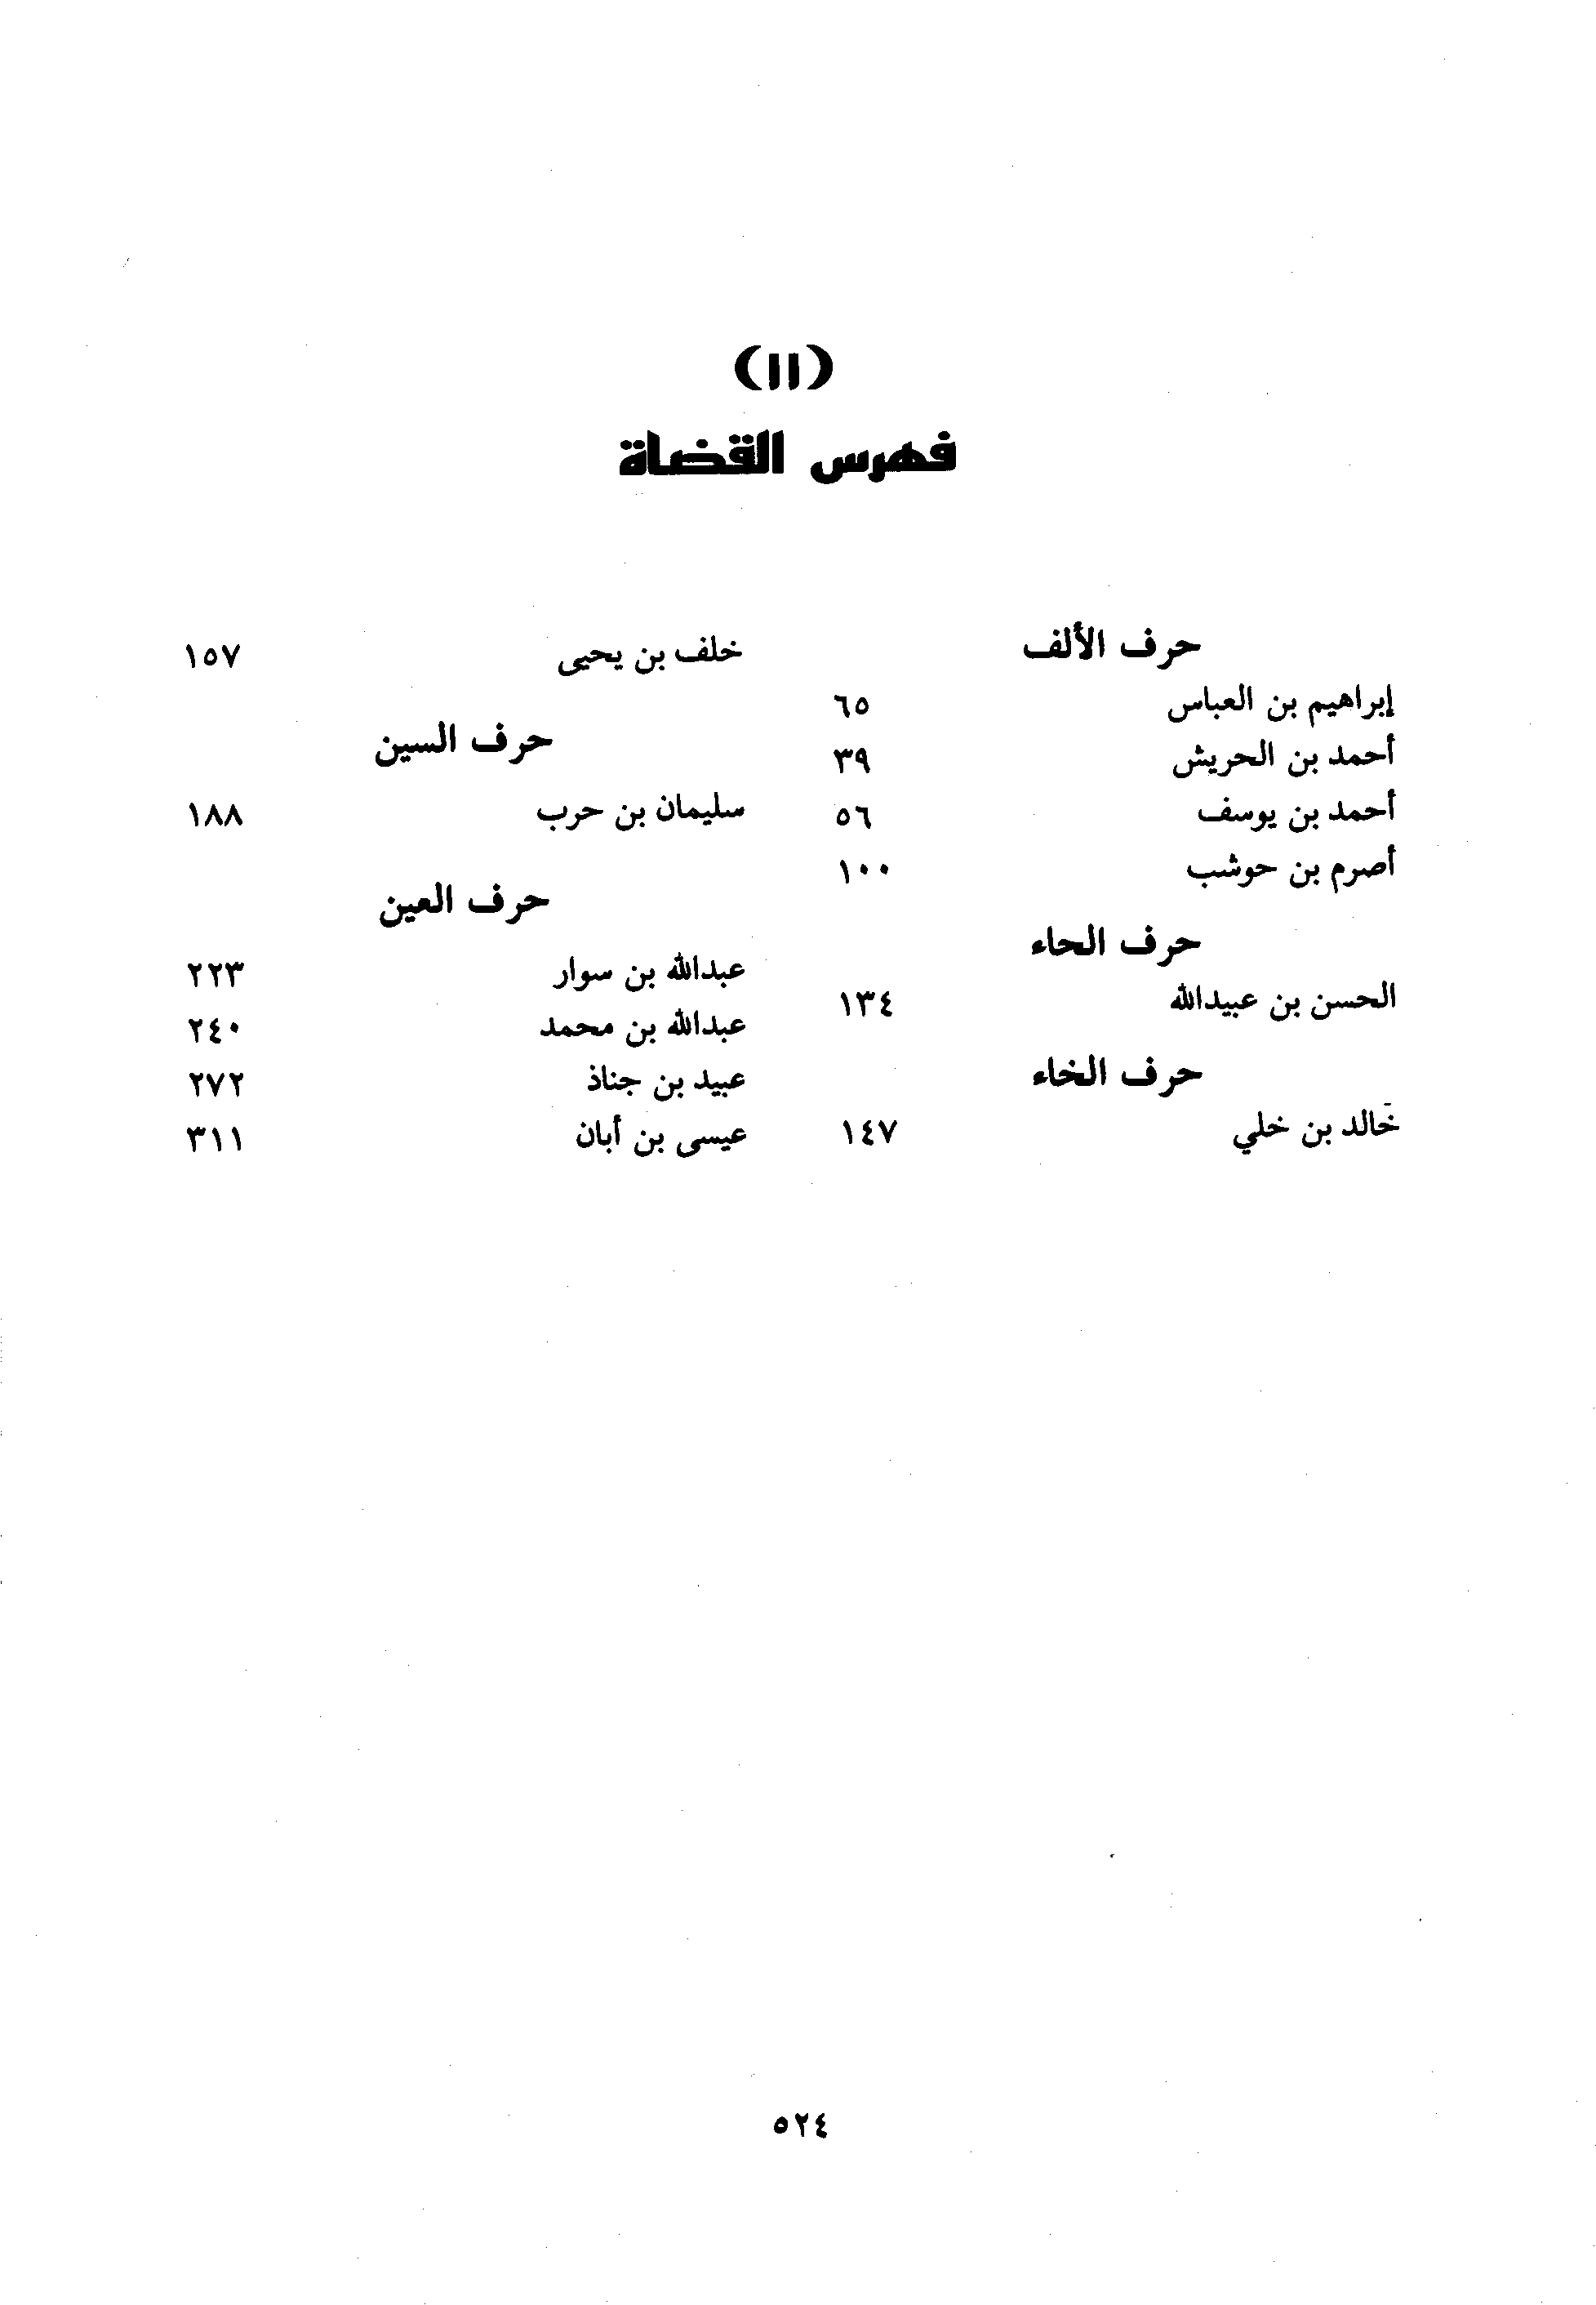 (١١)
فهرس القضاة
حرف الألف
إبراهيم بن العباس ٦٥
أحمد بن الحريش ٣٩
أحمد بن يوسف ٥٦
أصرم بن حوشب ١٠٠
حرف الحاء
الحسن بن عبيدالله ١٣٤
حرف الخاء
خالد بن خلي ١٤٧
خلف بن يحيى ١٥٧
حرف السين
سليمان بن حرب ١٨٨
حرف العين
عبدالله بن سوار ٢٢٣
عبدالله بن محمد ٢٤٠
عبيد بن جناذ ٢٧٢
عيسى بن أبان ٣١١
٥٢٤